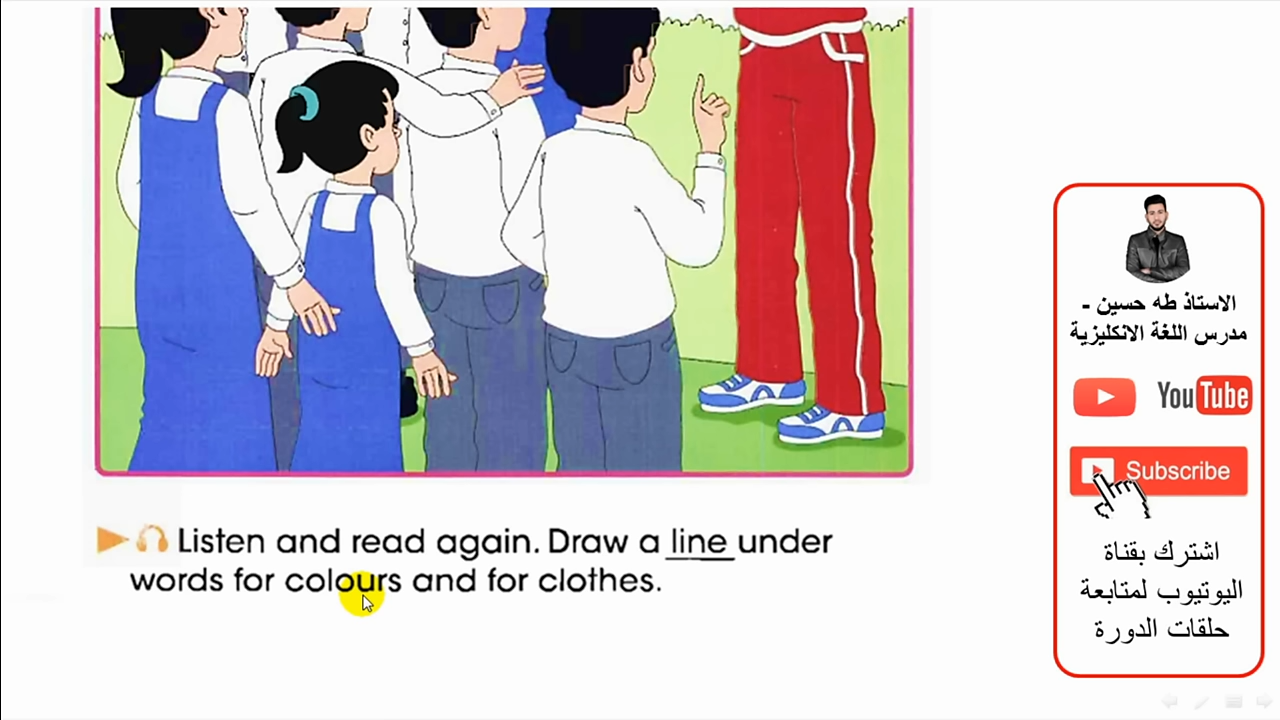 Listen and read again. Draw a line under
words for colours and for clothes.
الاستاذ طه حسين -
مدرس اللغة الانكليزية
YouTube
Subscribe
اشترك بقناة
اليوتيوب لمتابعة
حلقات الدورة